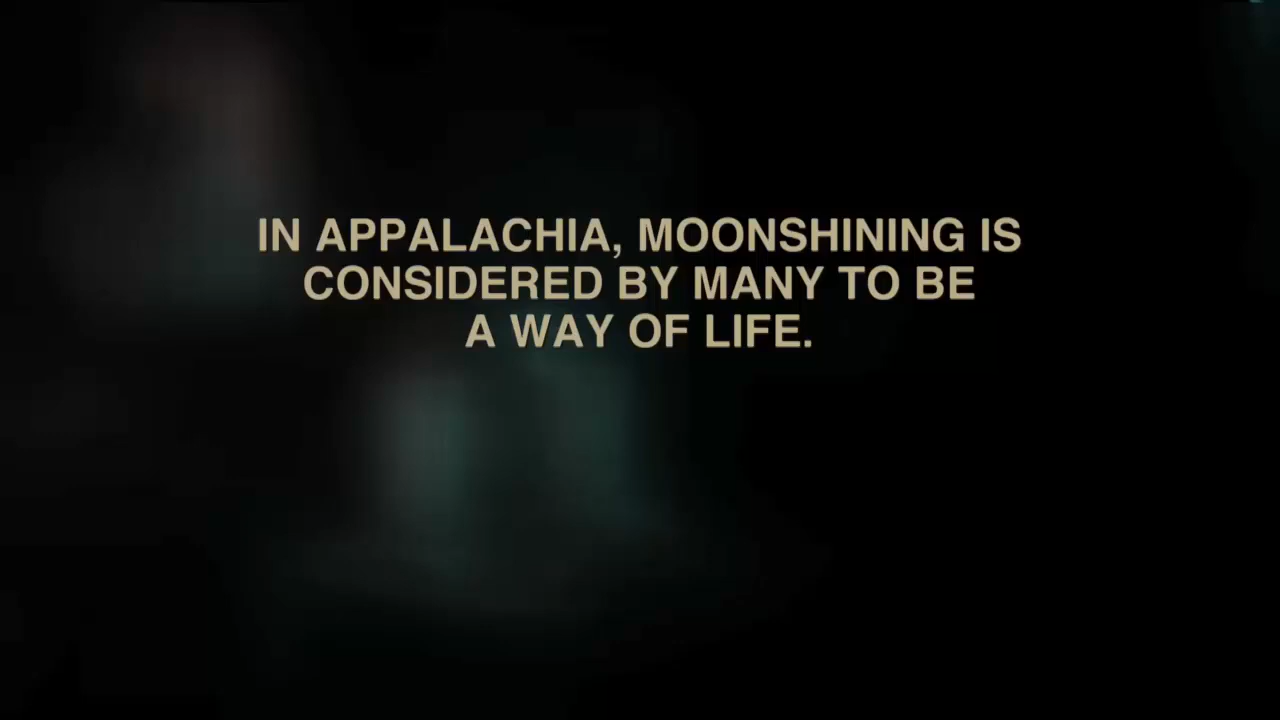 IN APPALACHIA, MOONSHINING IS
CONSIDERED BY MANY TO BE
A WAY OF LIFE.